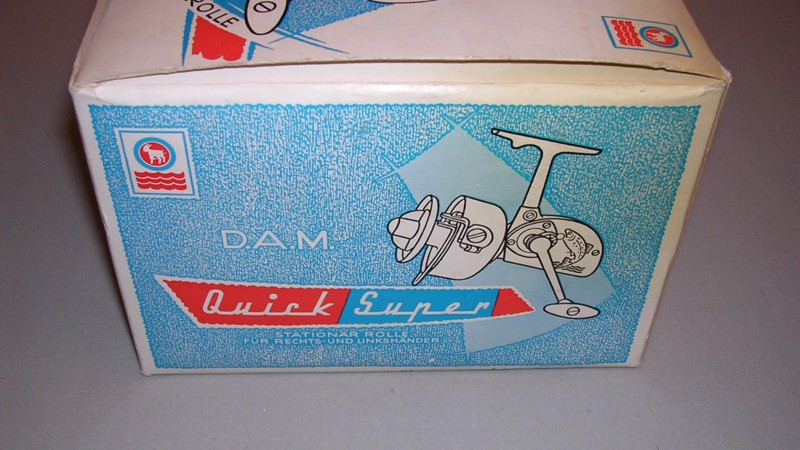 ROLLE
D.A.M.
Quick Super
STATIONÄR ROLLE
FÜR RECHTS-UND LINKSHÄNDER